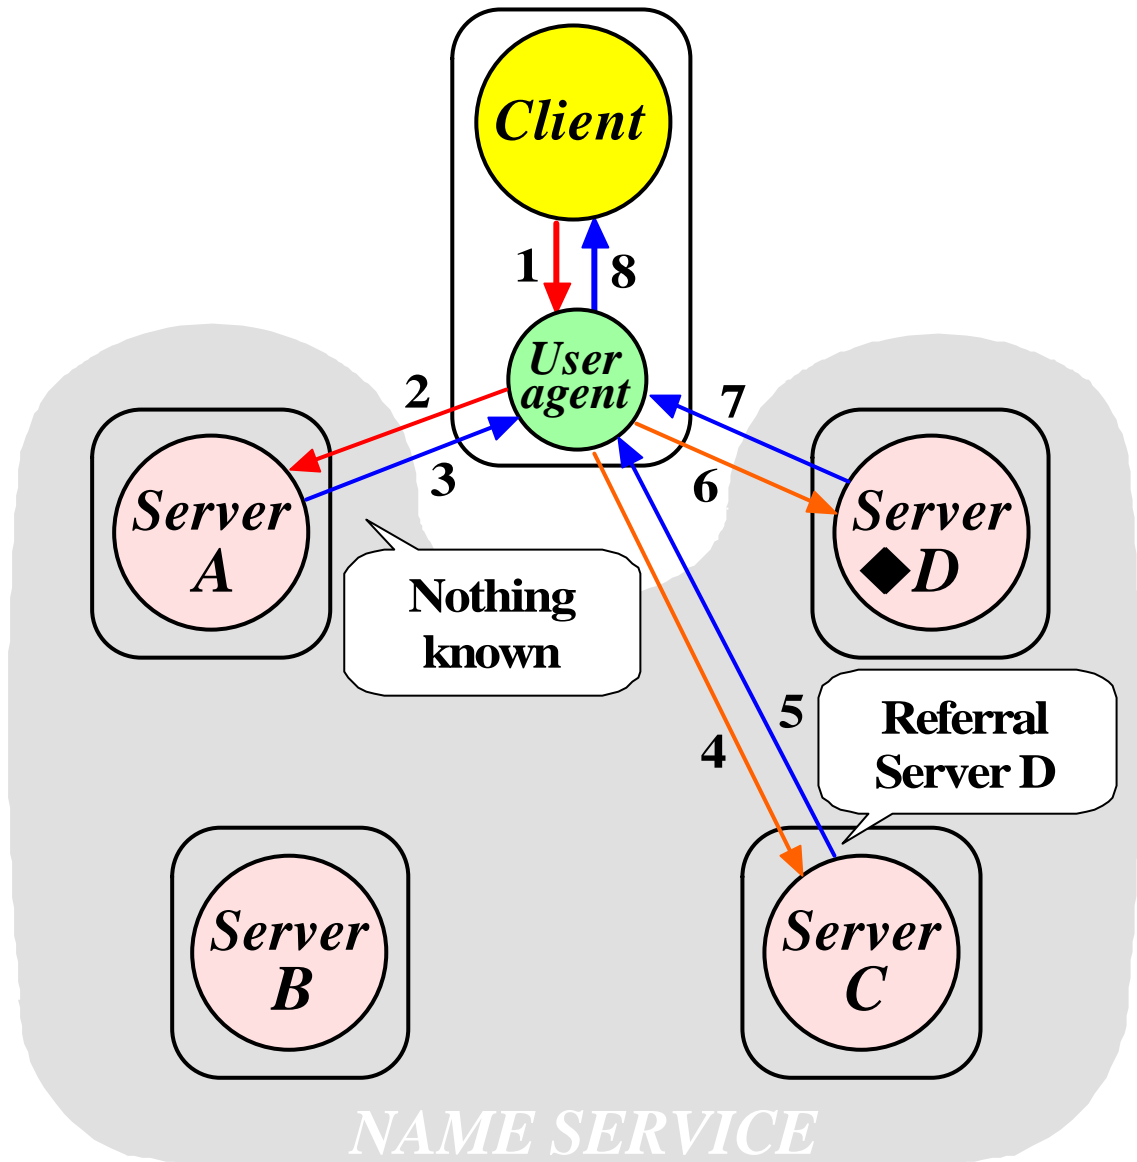 Client
1
8
User
agent
2
3
7
6
Server
A
Server
D
Nothing
known
4
5
Referral
Server D
Server
B
Server
C
NAME SERVICE